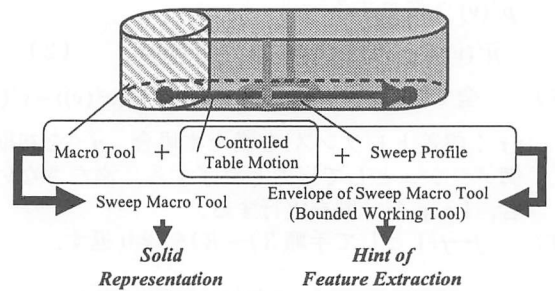 Macro Tool + Controlled Table Motion + Sweep Profile
Sweep Macro Tool
Envelope of Sweep Macro Tool
(Bounded Working Tool)
Solid
Representation
Hint of
Feature Extraction